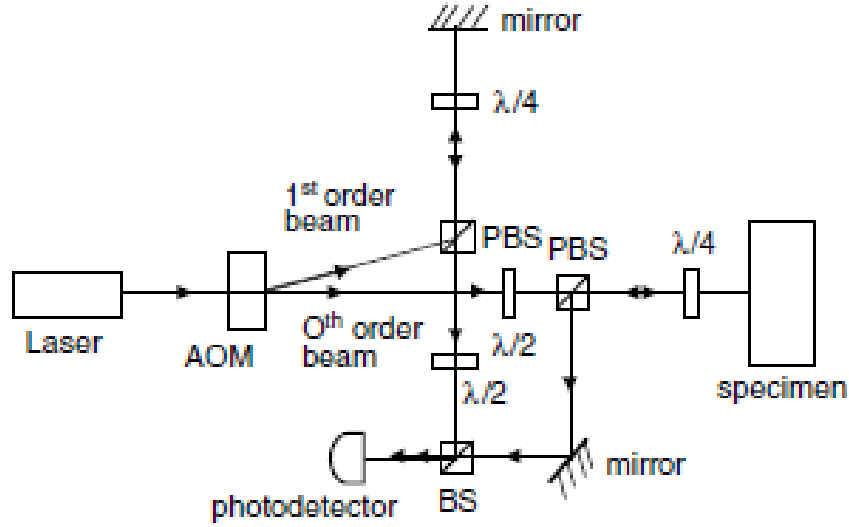 mirror
λ/4
1st order
beam
PBS
PBS
λ/4
Laser
AOM
0th order
beam
λ/2
λ/2
specimen
mirror
photodetector
BS